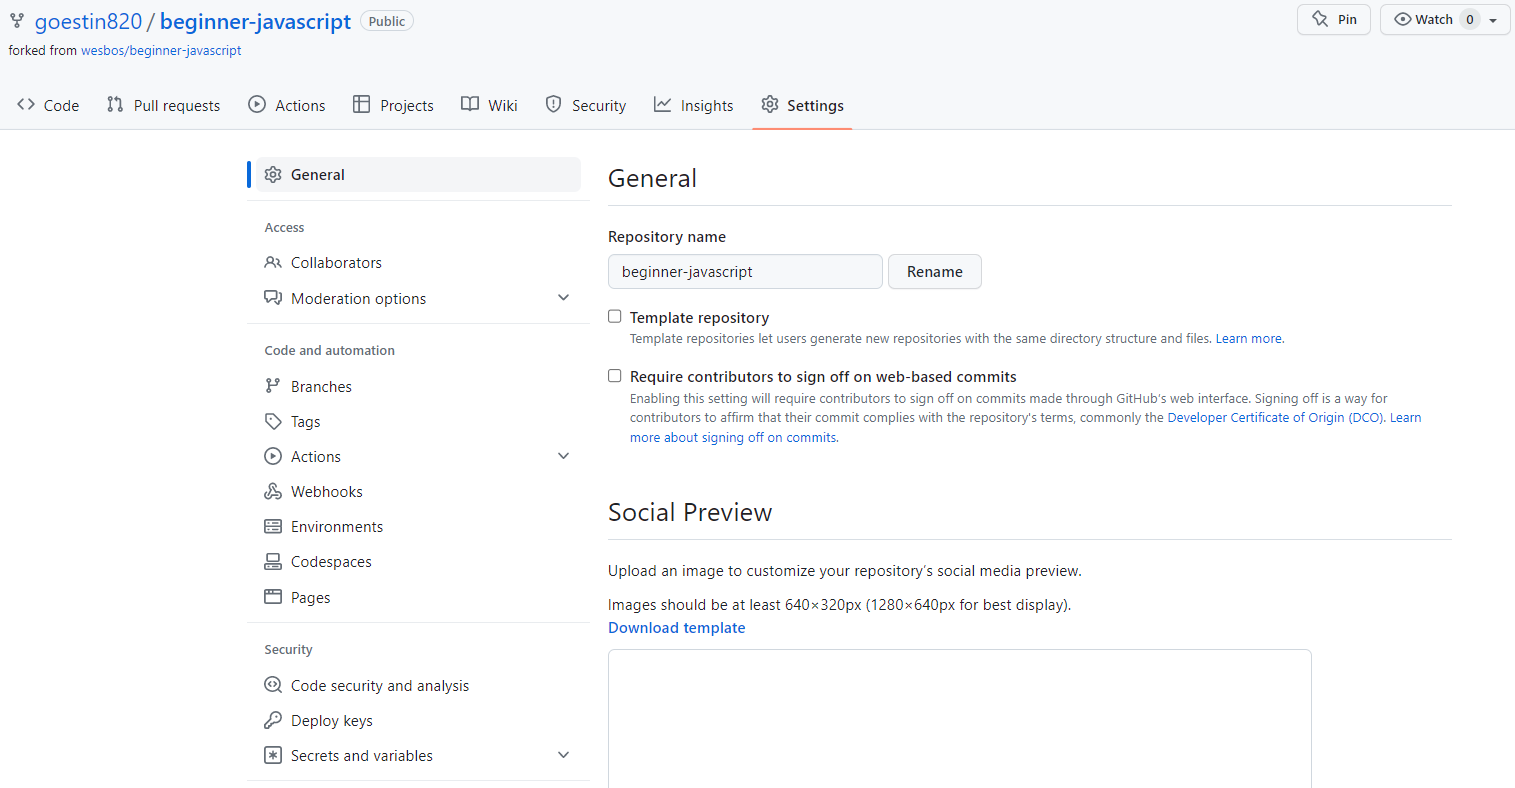 goestin820 / beginner-javascript Public
Pin
Watch 0
forked from wesbos/beginner-javascript
Code
Pull requests
Actions
Projects
Wiki
Security
Insights
Settings
General
Access
Collaborators
Moderation options
Code and automation
Branches
Tags
Actions
Webhooks
Environments
Codespaces
Pages
Security
Code security and analysis
Deploy keys
Secrets and variables
General
Repository name
beginner-javascript
Rename
Template repository
Template repositories let users generate new repositories with the same directory structure and files. Learn more.
Require contributors to sign off on web-based commits
Enabling this setting will require contributors to sign off on commits made through GitHub's web interface. Signing off is a way for
contributors to affirm that their commit complies with the repository's terms, commonly the Developer Certificate of Origin (DCO). Learn
more about signing off on commits.
Social Preview
Upload an image to customize your repository's social media preview.
Images should be at least 640×320px (1280×640px for best display).
Download template